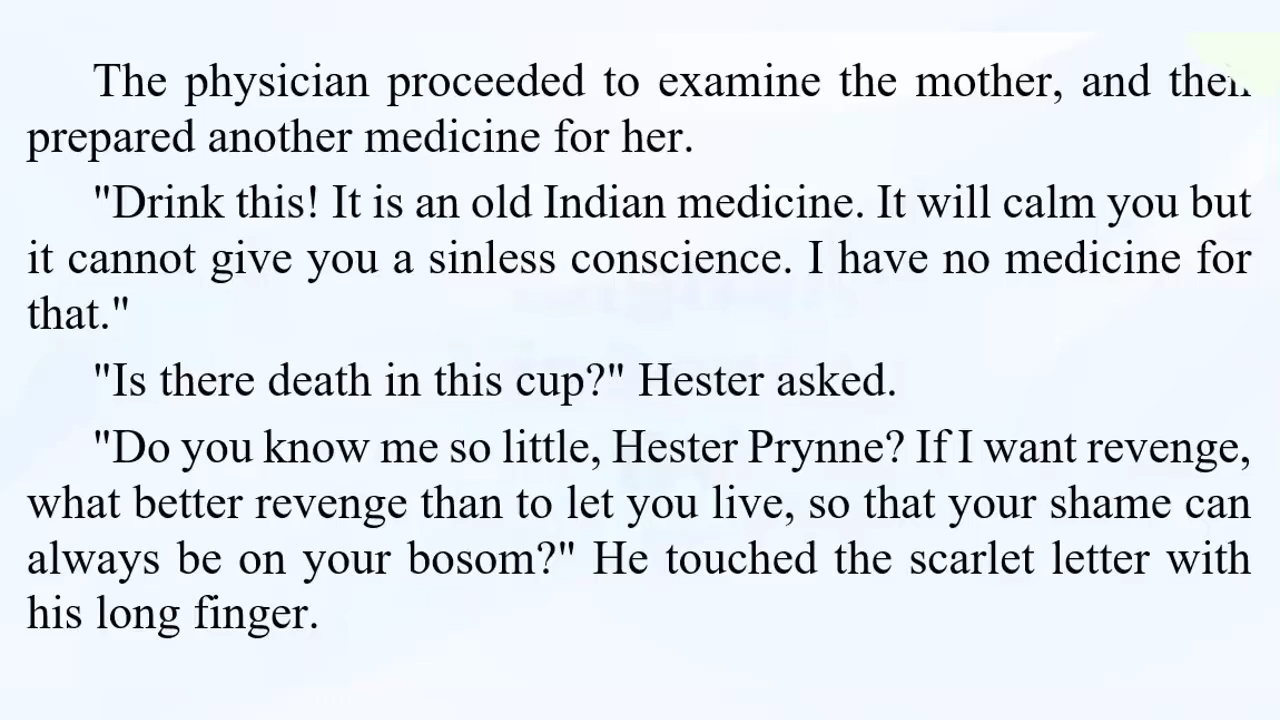 The physician proceeded to examine the mother, and then
prepared another medicine for her.
"Drink this! It is an old Indian medicine. It will calm you but
it cannot give you a sinless conscience. I have no medicine for
that."
"Is there death in this cup?" Hester asked.
"Do you know me so little, Hester Prynne? If I want revenge,
what better revenge than to let you live, so that your shame can
always be on your bosom?" He touched the scarlet letter with
his long finger.